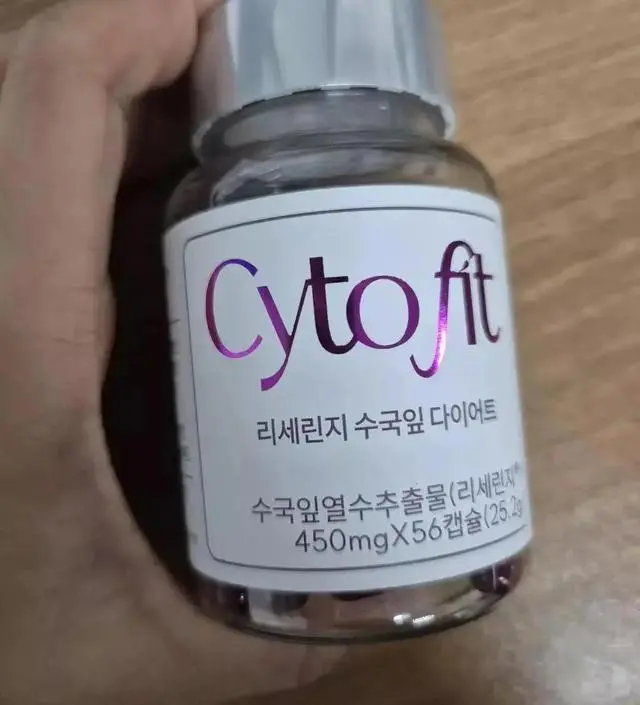 Cytofit
리세린지 수국잎 다이어트
수국잎열수추출물(리세린지
450mgX56캡슐(25.2g